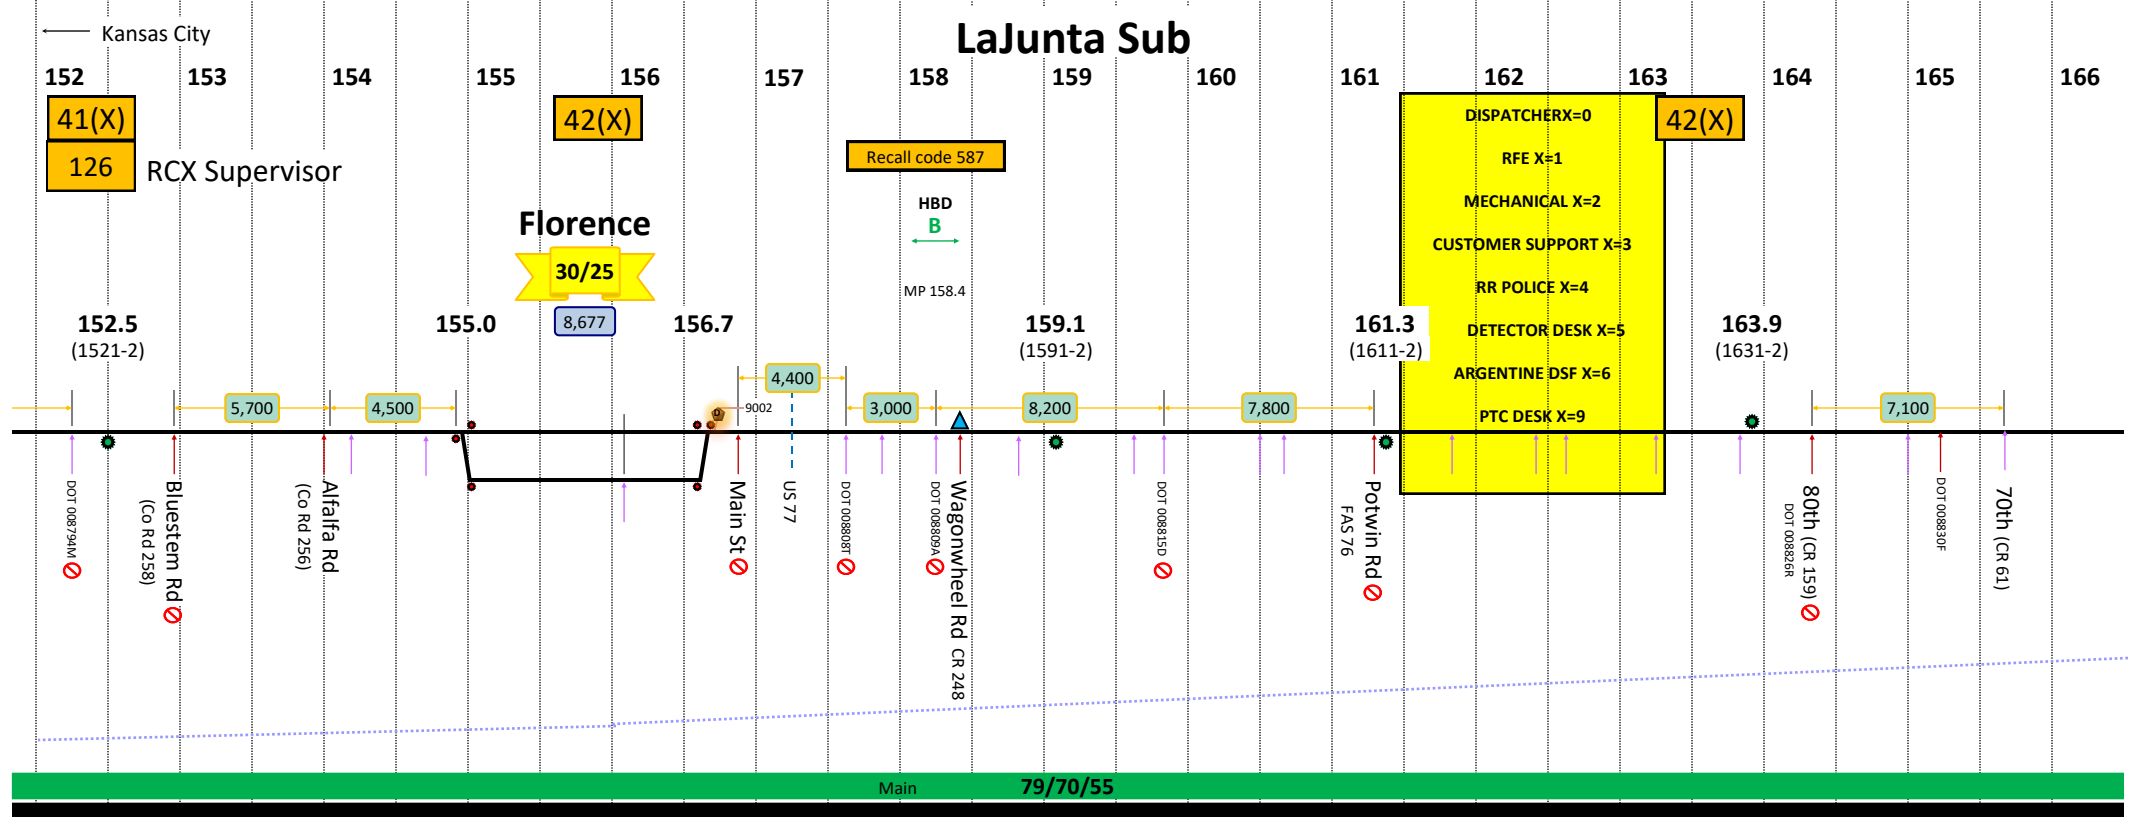 Kansas City
LaJunta Sub
152 153 154 155 156 157 158 159 160 161 162 163 164 165 166
41(X)
126
RCX Supervisor
42(X)
Recall code 587
42(X)
DISPATCHERX=0
RFE X=1
MECHANICAL X=2
CUSTOMER SUPPORT X=3
RR POLICE X=4
DETECTOR DESK X=5
ARGENTINE DSF X=6
PTC DESK X=9
HBD
B
MP 158.4
Florence
30/25
8,677
152.5
(1521-2)
155.0
156.7
159.1
(1591-2)
161.3
(1611-2)
163.9
(1631-2)
5,700
4,500
D
9002
4,400
3,000
8,200
7,800
7,100
DOT 008794M
Bluestem Rd
(Co Rd 258)
Alfalfa Rd
(Co Rd 256)
Main St
US 77
DOT 008808T
DOT 008809A
Wagonwheel Rd CR 248
DOT 008815D
Potwin Rd
FAS 76
80th (CR 159)
DOT 008826R
DOT 008830F
70th (CR 61)
Main 79/70/55